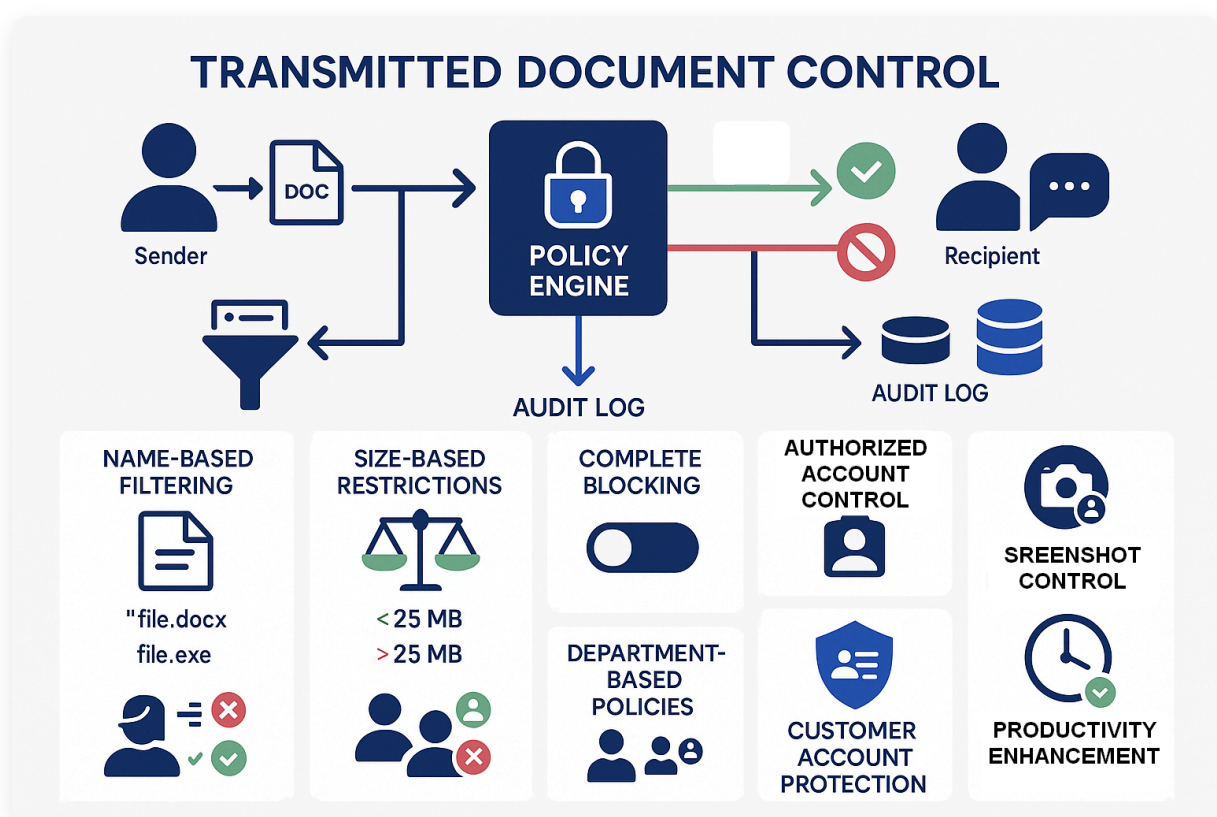 TRANSMITTED DOCUMENT CONTROL
DOC
Sender
POLICY
ENGINE
Recipient
AUDIT LOG
AUDIT LOG
NAME-BASED
FILTERING
"file.docx
file.exe
SIZE-BASED
RESTRICTIONS
< 25 MB
> 25 MB
COMPLETE
BLOCKING
DEPARTMENT-
BASED
POLICIES
AUTHORIZED
ACCOUNT
CONTROL
CUSTOMER
ACCOUNT
PROTECTION
SREENSHOT
CONTROL
PRODUCTIVITY
ENHANCEMENT